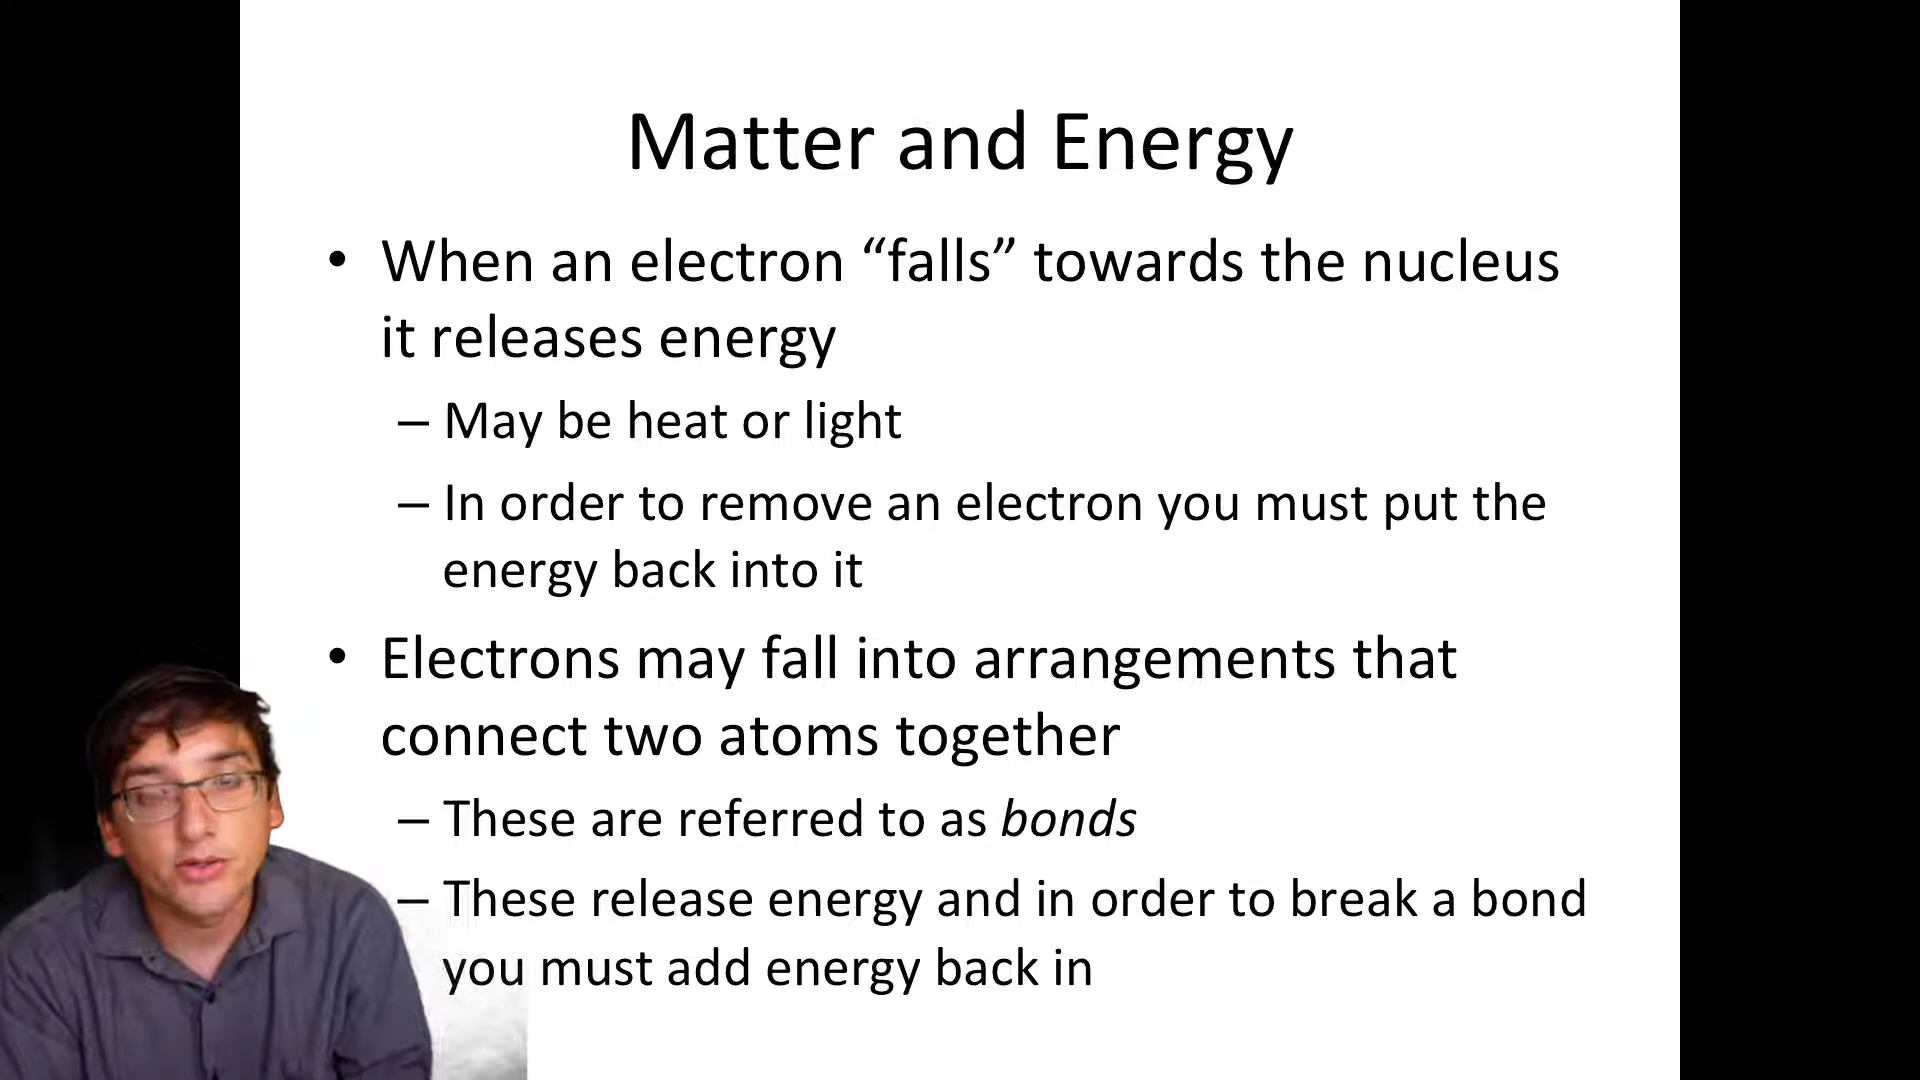 Matter and Energy
• When an electron “falls” towards the nucleus
it releases energy
– May be heat or light
– In order to remove an electron you must put the
energy back into it
• Electrons may fall into arrangements that
connect two atoms together
– These are referred to as bonds
– These release energy and in order to break a bond
you must add energy back in